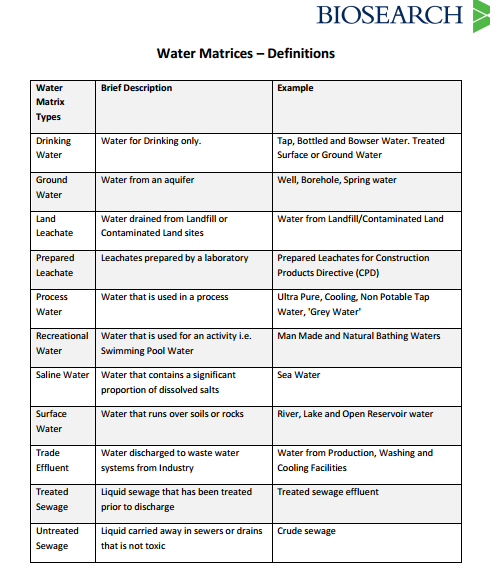 BIOSEARCH
Water Matrices – Definitions
Water Matrix Types
Brief Description
Example
Drinking Water
Water for Drinking only.
Tap, Bottled and Bowser Water. Treated
Surface or Ground Water
Ground Water
Water from an aquifer
Well, Borehole, Spring water
Land Leachate
Water drained from Landfill or
Contaminated Land sites
Water from Landfill/Contaminated Land
Prepared Leachate
Leachates prepared by a laboratory
Prepared Leachates for Construction
Products Directive (CPD)
Process Water
Water that is used in a process
Ultra Pure, Cooling, Non Potable Tap
Water, 'Grey Water'
Recreational Water
Water that is used for an activity i.e.
Swimming Pool Water
Man Made and Natural Bathing Waters
Saline Water
Water that contains a significant
proportion of dissolved salts
Sea Water
Surface Water
Water that runs over soils or rocks
River, Lake and Open Reservoir water
Trade Effluent
Water discharged to waste water
systems from Industry
Water from Production, Washing and
Cooling Facilities
Treated Sewage
Liquid sewage that has been treated
prior to discharge
Treated sewage effluent
Untreated Sewage
Liquid carried away in sewers or drains
that is not toxic
Crude sewage